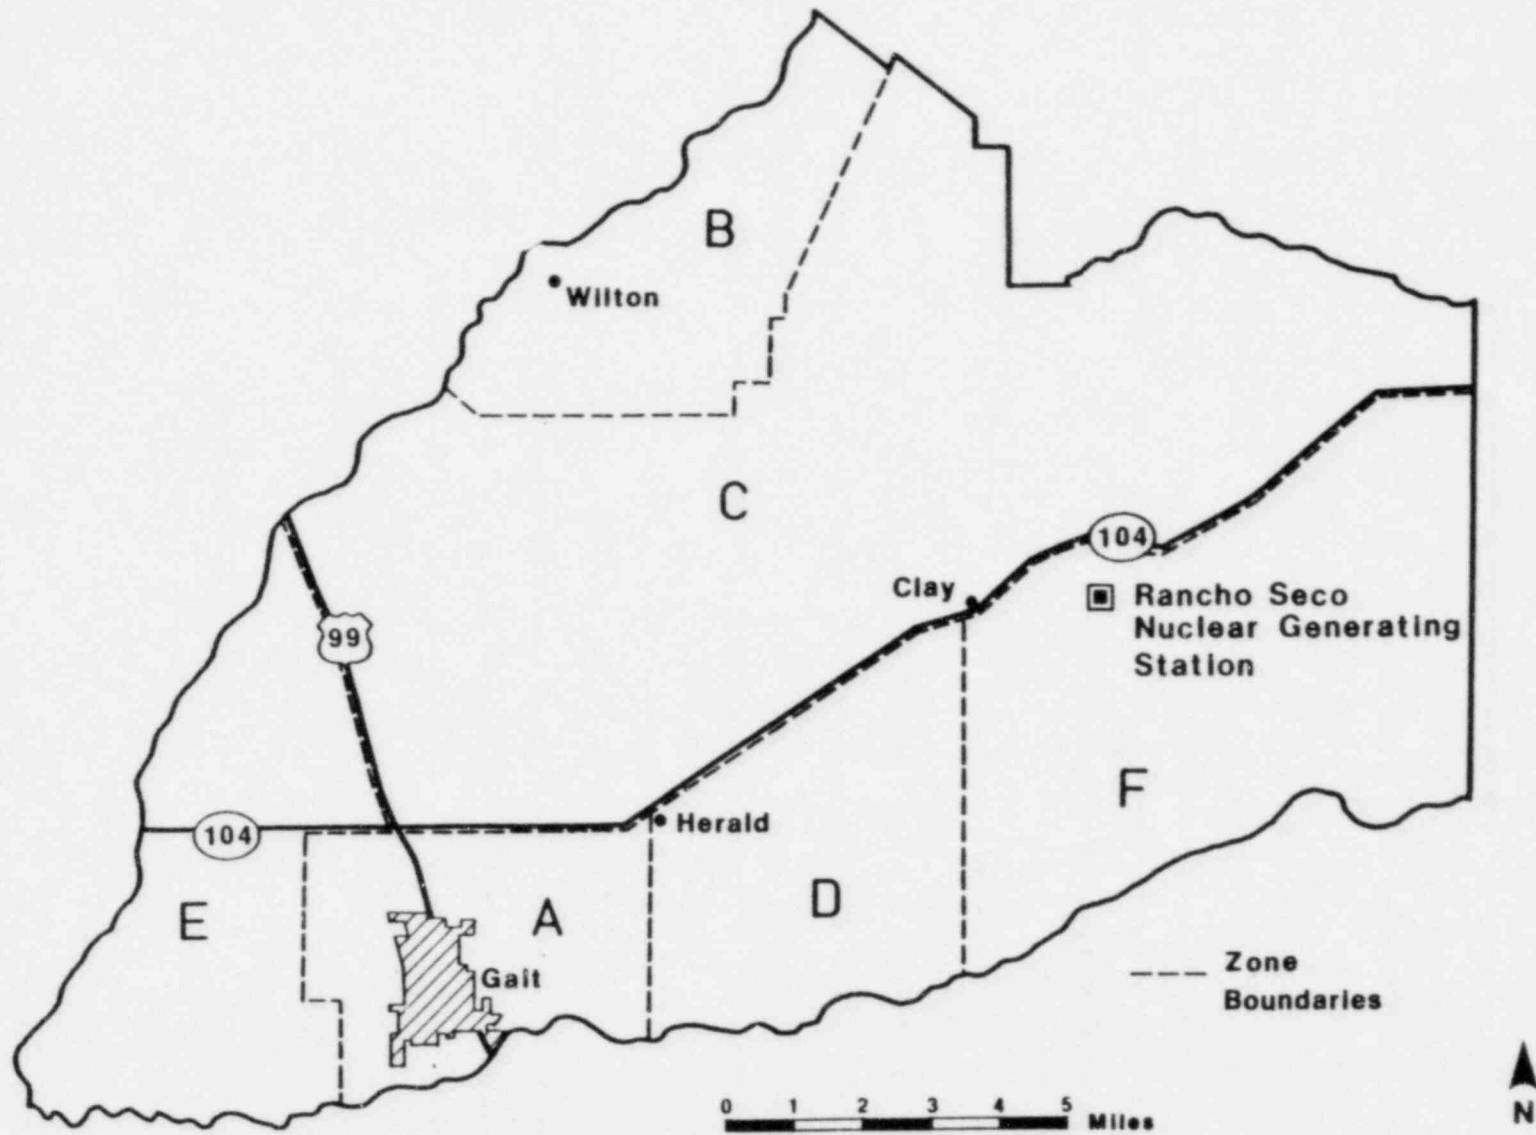 B
Wilton
C
104
Clay
Rancho Seco
Nuclear Generating
Station
99
F
104
Herald
E
A
D
Galt
Zone
Boundaries
0 1 2 3 4 5 Miles
N